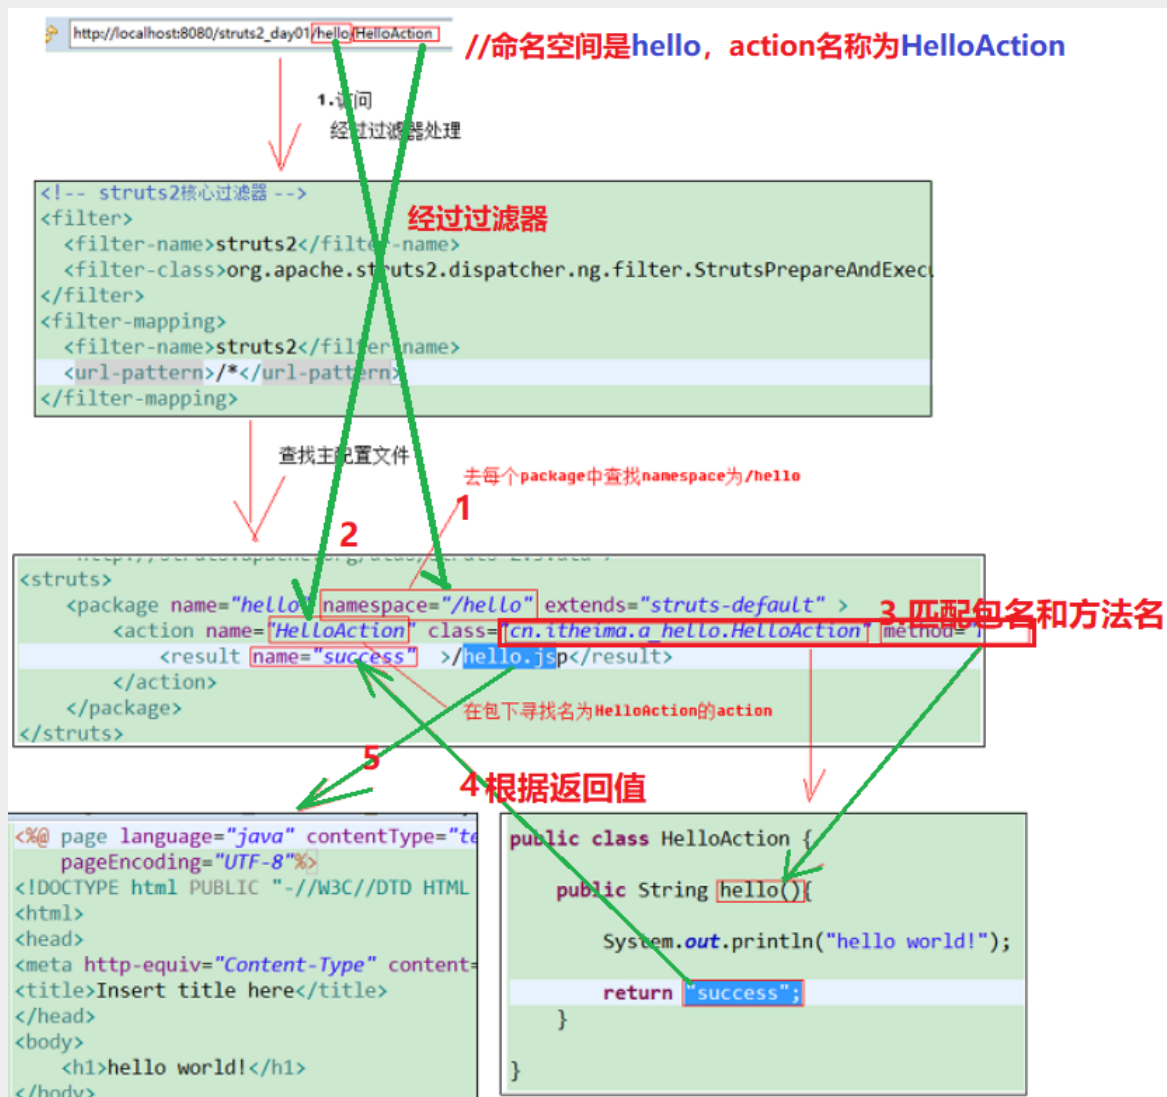 http://localhost:8080/struts2_day01/hello/HelloAction
//命名空间是hello，action名称为HelloAction
1.访问
经过过滤器处理
<!-- struts2核心过滤器 -->
<filter>
经过过滤器
<filter-name>struts2</filter-name>
<filter-class>org.apache.struts2.dispatcher.ng.filter.StrutsPrepareAndExecu
</filter>
<filter-mapping>
<filter-name>struts2</filter-name>
<url-pattern>/*</url-pattern>
</filter-mapping>
查找主配置文件
去每个package中查找namespace为/hello
1
2
<struts>
<package name="hello" namespace="/hello" extends="struts-default" >
3.匹配包名和方法名
<action name="HelloAction" class="cn.itheima.a_hello.HelloAction" method="
<result name="success" >/hello.jsp</result>
</action>
</package>
在包下寻找名为HelloAction的action
</struts>
5
4根据返回值
<%@ page language="java" contentType="te
pageEncoding="UTF-8"%>
<!DOCTYPE html PUBLIC "-//W3C//DTD HTML
<html>
<head>
<meta http-equiv="Content-Type" content=
<title>Insert title here</title>
</head>
<body>
<h1>hello world!</h1>
</body>
public class HelloAction {
public String hello(){
System.out.println("hello world!");
return "success";
}
}